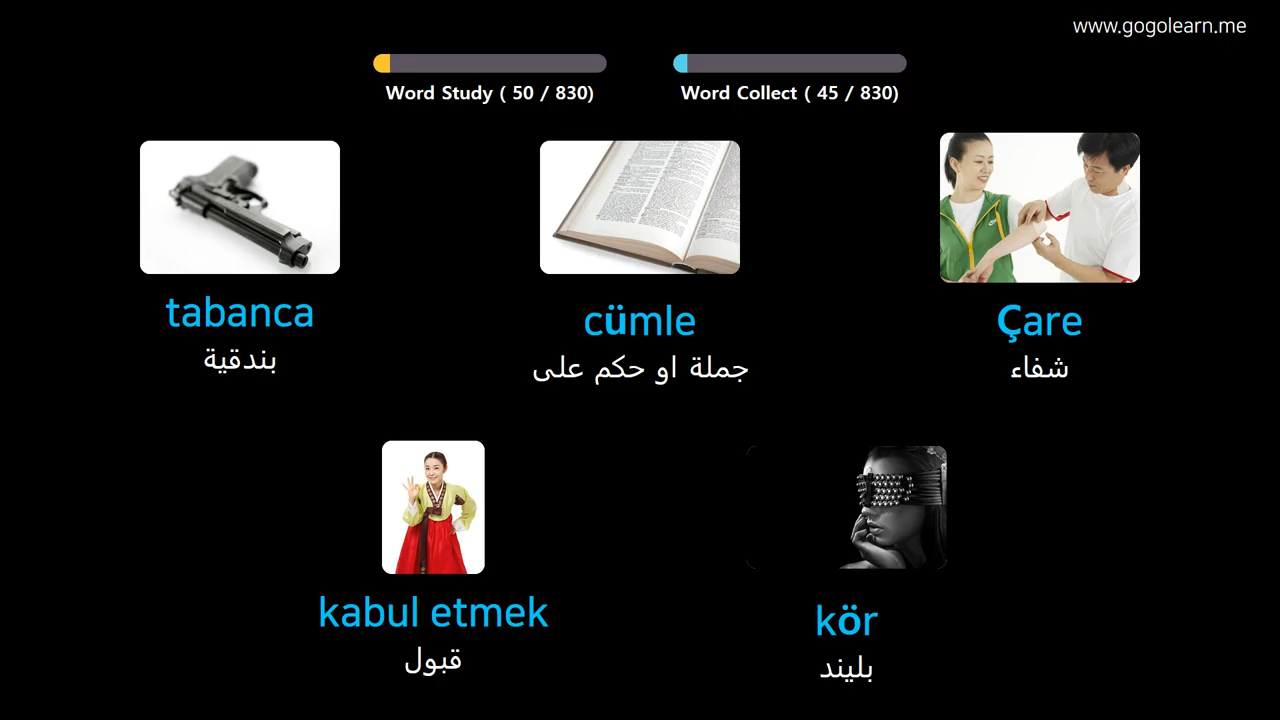 www.gogolearn.me
Word Study ( 50 / 830)
Word Collect ( 45 / 830)
tabanca
بندقية
cümle
جملة او حكم على
Çare
شفاء
kabul etmek
قبول
kör
بليند